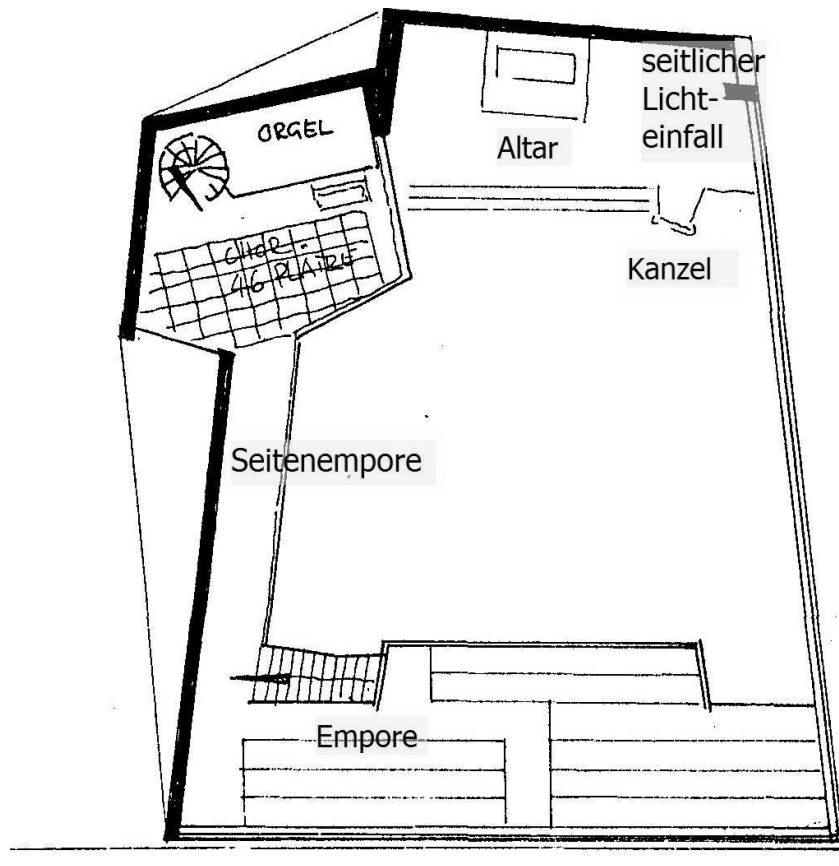 seitlicher
Licht-
einfall
ORGEL
Altar
CHOR.
46 PLÄTZE
Kanzel
Seitenempore
Empore